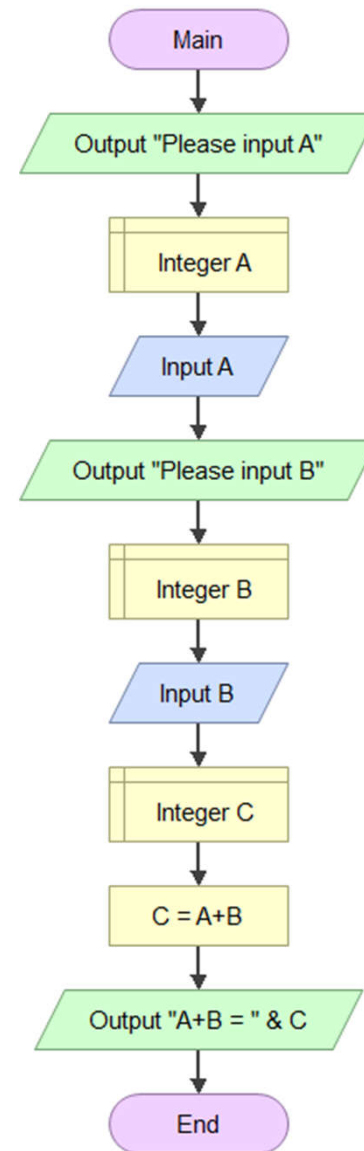 Main
Output "Please input A"
Integer A
Input A
Output "Please input B"
Integer B
Input B
Integer C
C = A+B
Output "A+B = " & C
End